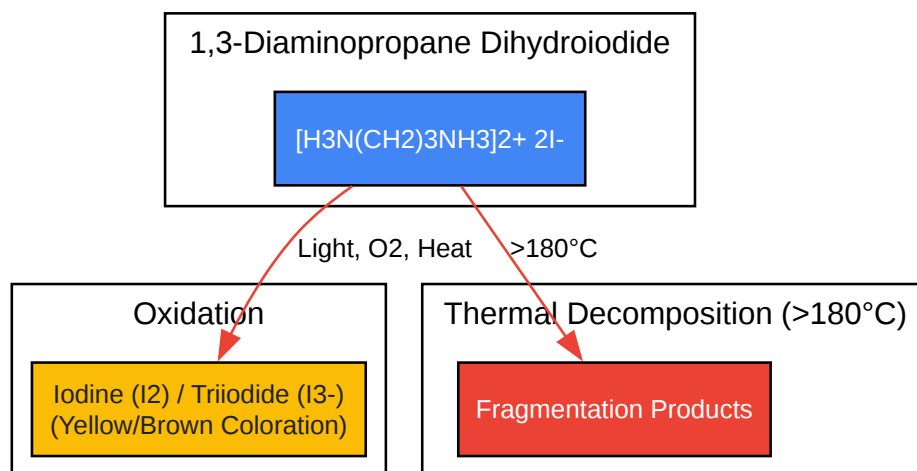 1,3-Diaminopropane Dihydroiodide
[H3N(CH2)3NH3]2+ 2I-
Light, O2, Heat
>180°C
Oxidation
Iodine (I2) / Triiodide (I3-)
(Yellow/Brown Coloration)
Thermal Decomposition (>180°C)
Fragmentation Products